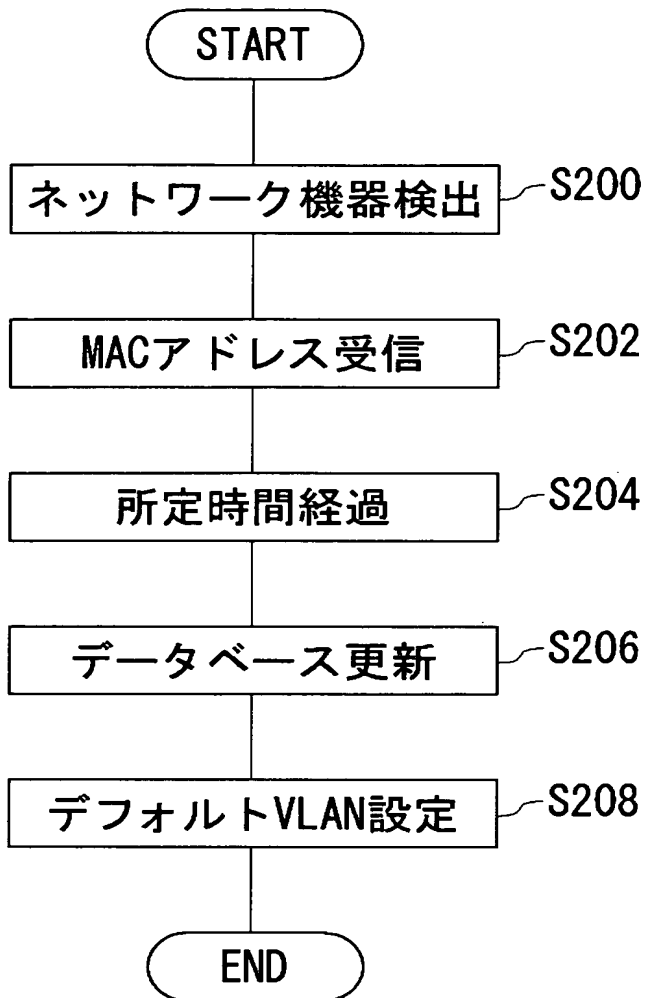 START
ネットワーク機器検出
S200
MACアドレス受信
S202
所定時間経過
S204
データベース更新
S206
デフォルトVLAN設定
S208
END